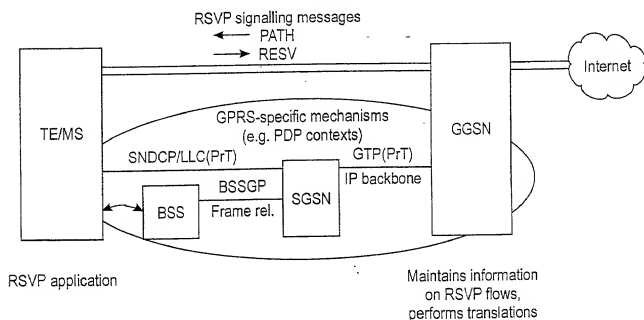 RSVP signalling messages
PATH
RESV
Internet
TE/MS
GPRS-specific mechanisms
(e.g. PDP contexts)
GGSN
SNDCP/LLC(PrT)
GTP(PrT)
BSSGP
IP backbone
BSS
Frame rel.
SGSN
RSVP application
Maintains information
on RSVP flows,
performs translations